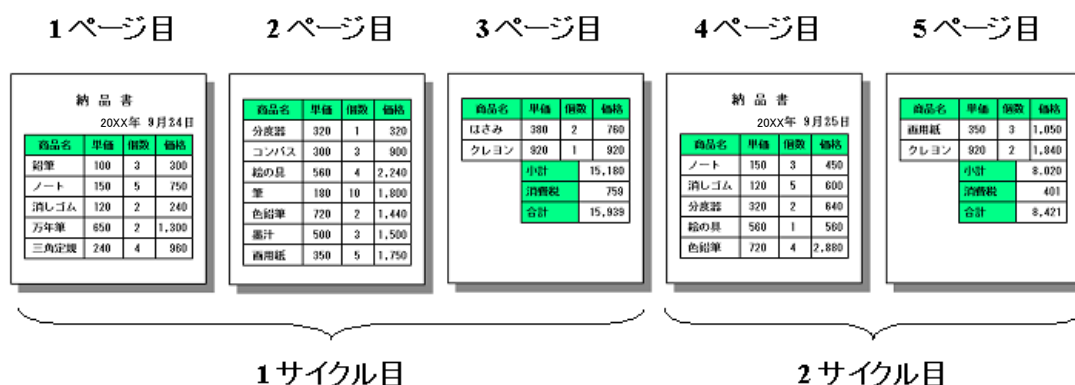 1 ページ目
2 ページ目
3 ページ目
4 ページ目
5 ページ目
納 品 書
20XX年 9月24日
商品名 単価 個数 価格
鉛筆 100 3 300
ノート 150 5 750
消しゴム 120 2 240
万年筆 650 2 1,300
三角定規 240 4 960
商品名 単価 個数 価格
分度器 320 1 320
コンパス 300 3 900
絵の具 560 4 2,240
筆 180 10 1,800
色鉛筆 720 2 1,440
墨汁 500 3 1,500
画用紙 350 5 1,750
商品名 単価 個数 価格
はさみ 380 2 760
クレヨン 920 1 920
小計 15,180
消費税 759
合計 15,939
納 品 書
20XX年 9月25日
商品名 単価 個数 価格
ノート 150 3 450
消しゴム 120 5 600
分度器 320 2 640
絵の具 560 1 560
色鉛筆 720 4 2,880
商品名 単価 個数 価格
画用紙 350 3 1,050
クレヨン 920 2 1,840
小計 8,020
消費税 401
合計 8,421
1 サイクル目
2 サイクル目